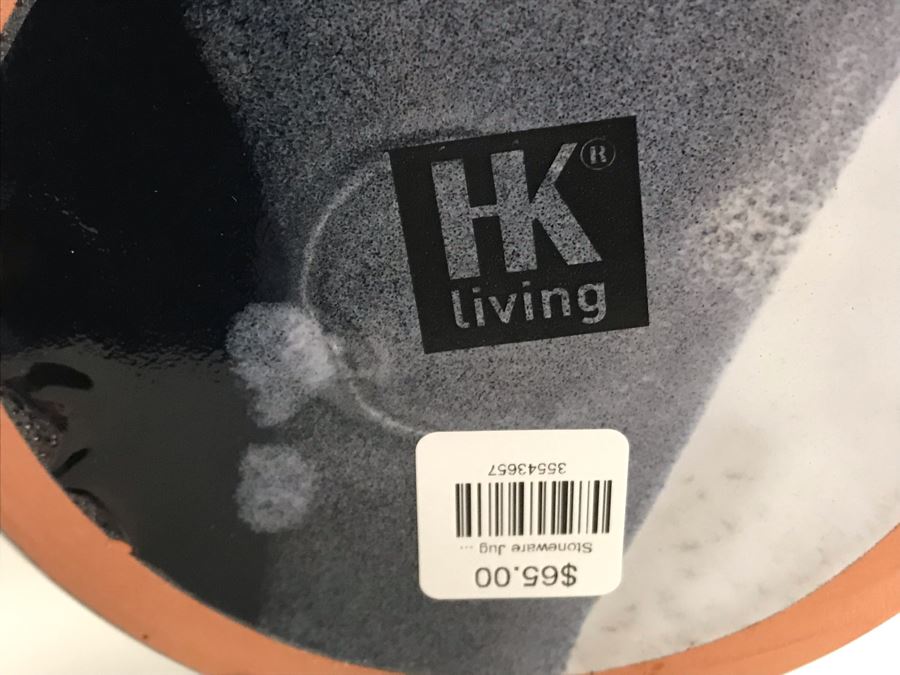 HK®
living
$65.00
Stoneware Jug ...
35543657